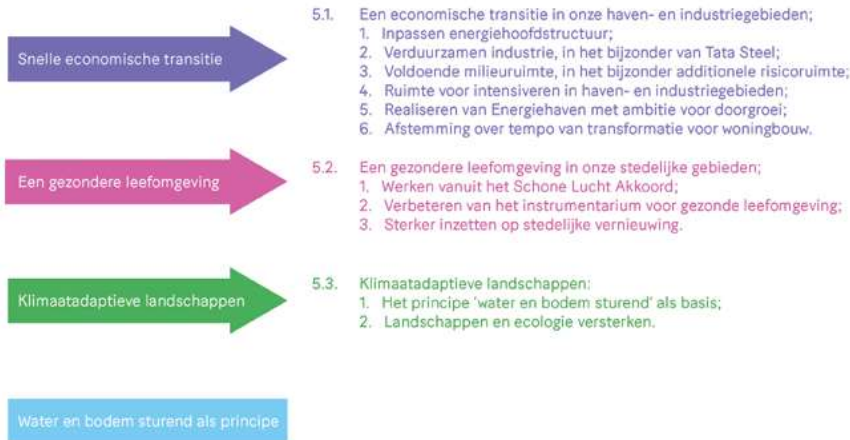 Snelle economische transitie
5.1. Een economische transitie in onze haven- en industriegebieden;
1. Inpassen energiehoofdstructuur;
2. Verduurzamen industrie, in het bijzonder van Tata Steel;
3. Voldoende milieuruimte, in het bijzonder additionele risicoruimte;
4. Ruimte voor intensiveren in haven- en industriegebieden;
5. Realiseren van Energiehaven met ambitie voor doorgroei;
6. Afstemming over tempo van transformatie voor woningbouw.
Een gezondere leefomgeving
5.2. Een gezondere leefomgeving in onze stedelijke gebieden;
1. Werken vanuit het Schone Lucht Akkoord;
2. Verbeteren van het instrumentarium voor gezonde leefomgeving;
3. Sterker inzetten op stedelijke vernieuwing.
Klimaatadaptieve landschappen
5.3. Klimaatadaptieve landschappen:
1. Het principe 'water en bodem sturend' als basis;
2. Landschappen en ecologie versterken.
Water en bodem sturend als principe